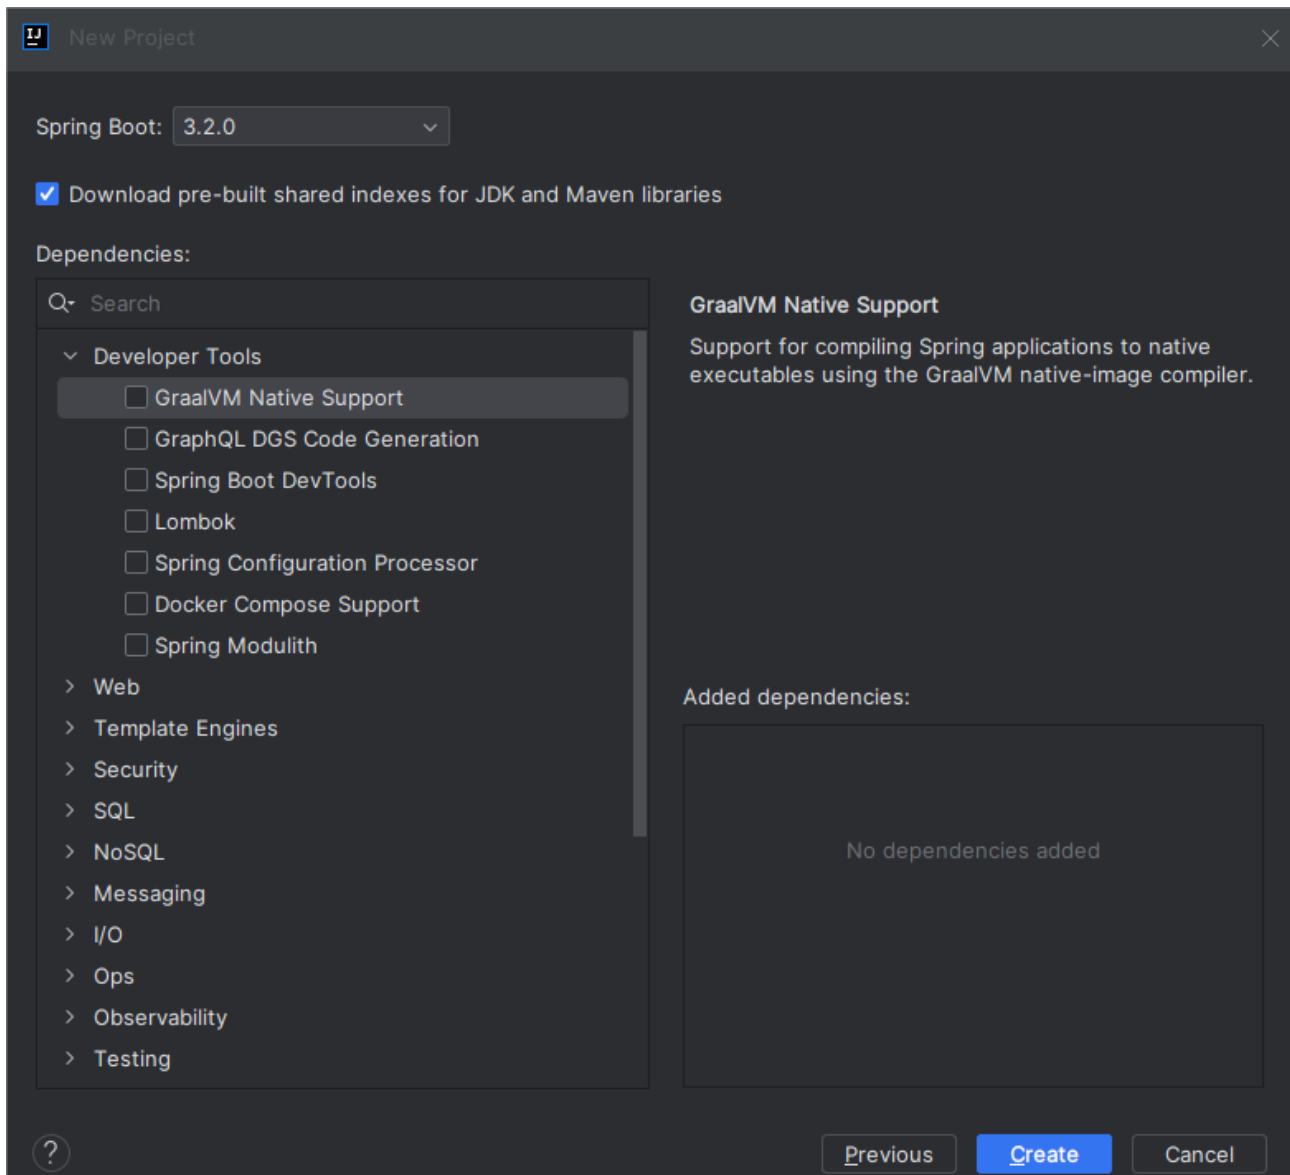 IJ
New Project
Spring Boot: 3.2.0
Download pre-built shared indexes for JDK and Maven libraries
Dependencies:
Search
Developer Tools
GraalVM Native Support
GraphQL DGS Code Generation
Spring Boot DevTools
Lombok
Spring Configuration Processor
Docker Compose Support
Spring Modulith
Web
Template Engines
Security
SQL
NoSQL
Messaging
I/O
Ops
Observability
Testing
GraalVM Native Support
Support for compiling Spring applications to native
executables using the GraalVM native-image compiler.
Added dependencies:
No dependencies added
?
Previous
Create
Cancel